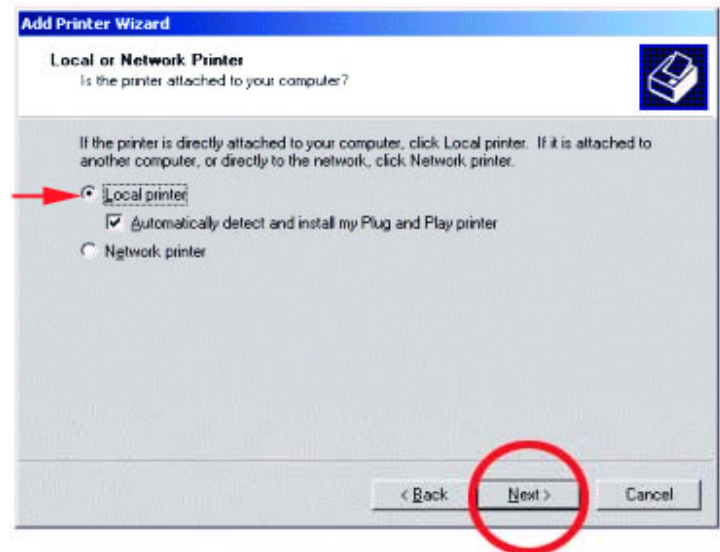 Add Printer Wizard
Local or Network Printer
Is the printer attached to your computer?
If the printer is directly attached to your computer, click Local printer. If it is attached to
another computer, or directly to the network, click Network printer.
Local printer
Automatically detect and install my Plug and Play printer
Network printer
< Back Next > Cancel